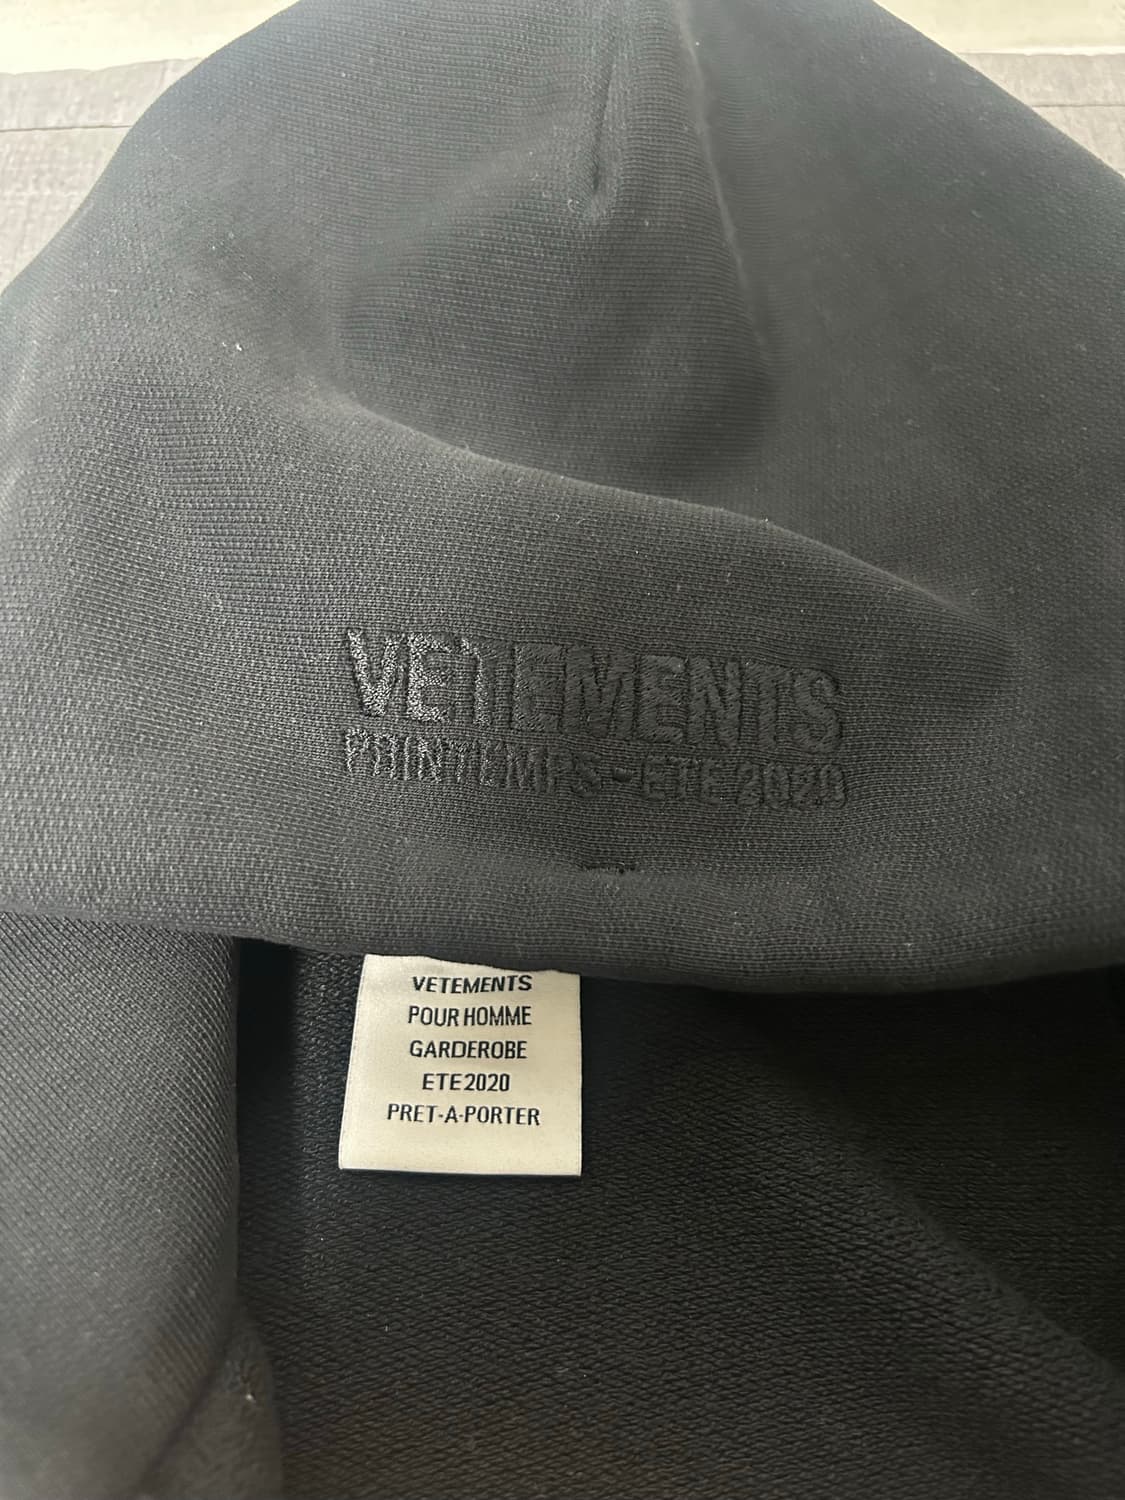 VETEMENTS
PRINTEMPS-ETE 2020
VETEMENTS
POUR HOMME
GARDEROBE
ETE2020
PRET-A-PORTER